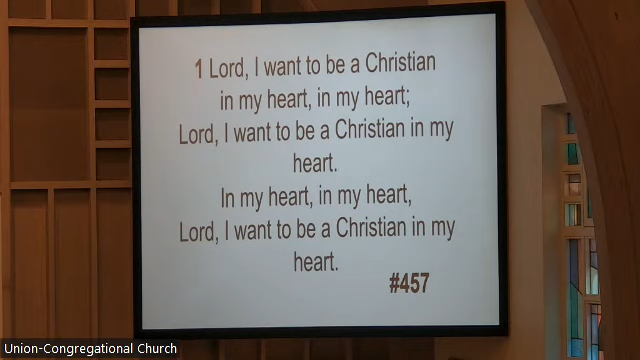 1 Lord, I want to be a Christian
in my heart, in my heart;
Lord, I want to be a Christian in my
heart.
In my heart, in my heart,
Lord, I want to be a Christian in my
heart.
#457
Union-Congregational Church